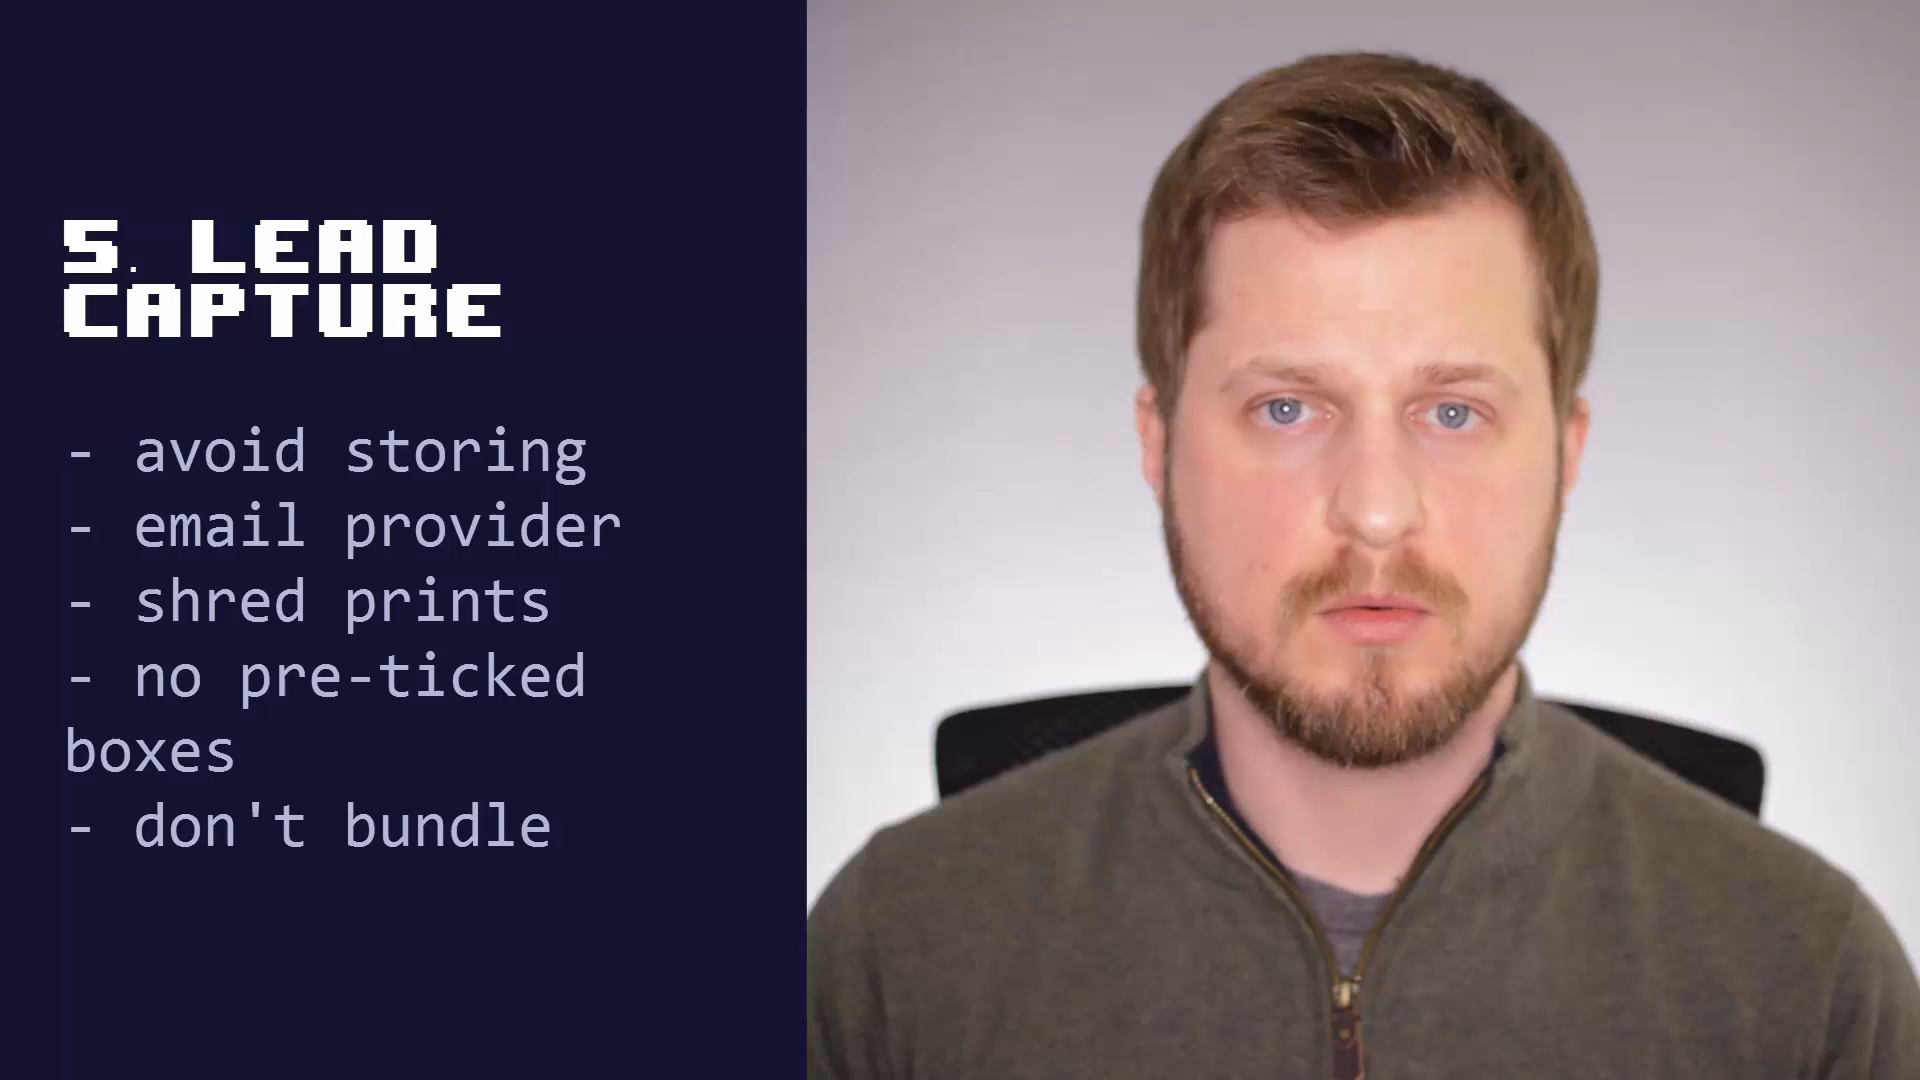 5. LEAD
CAPTURE
- avoid storing
- email provider
- shred prints
- no pre-ticked
boxes
- don't bundle